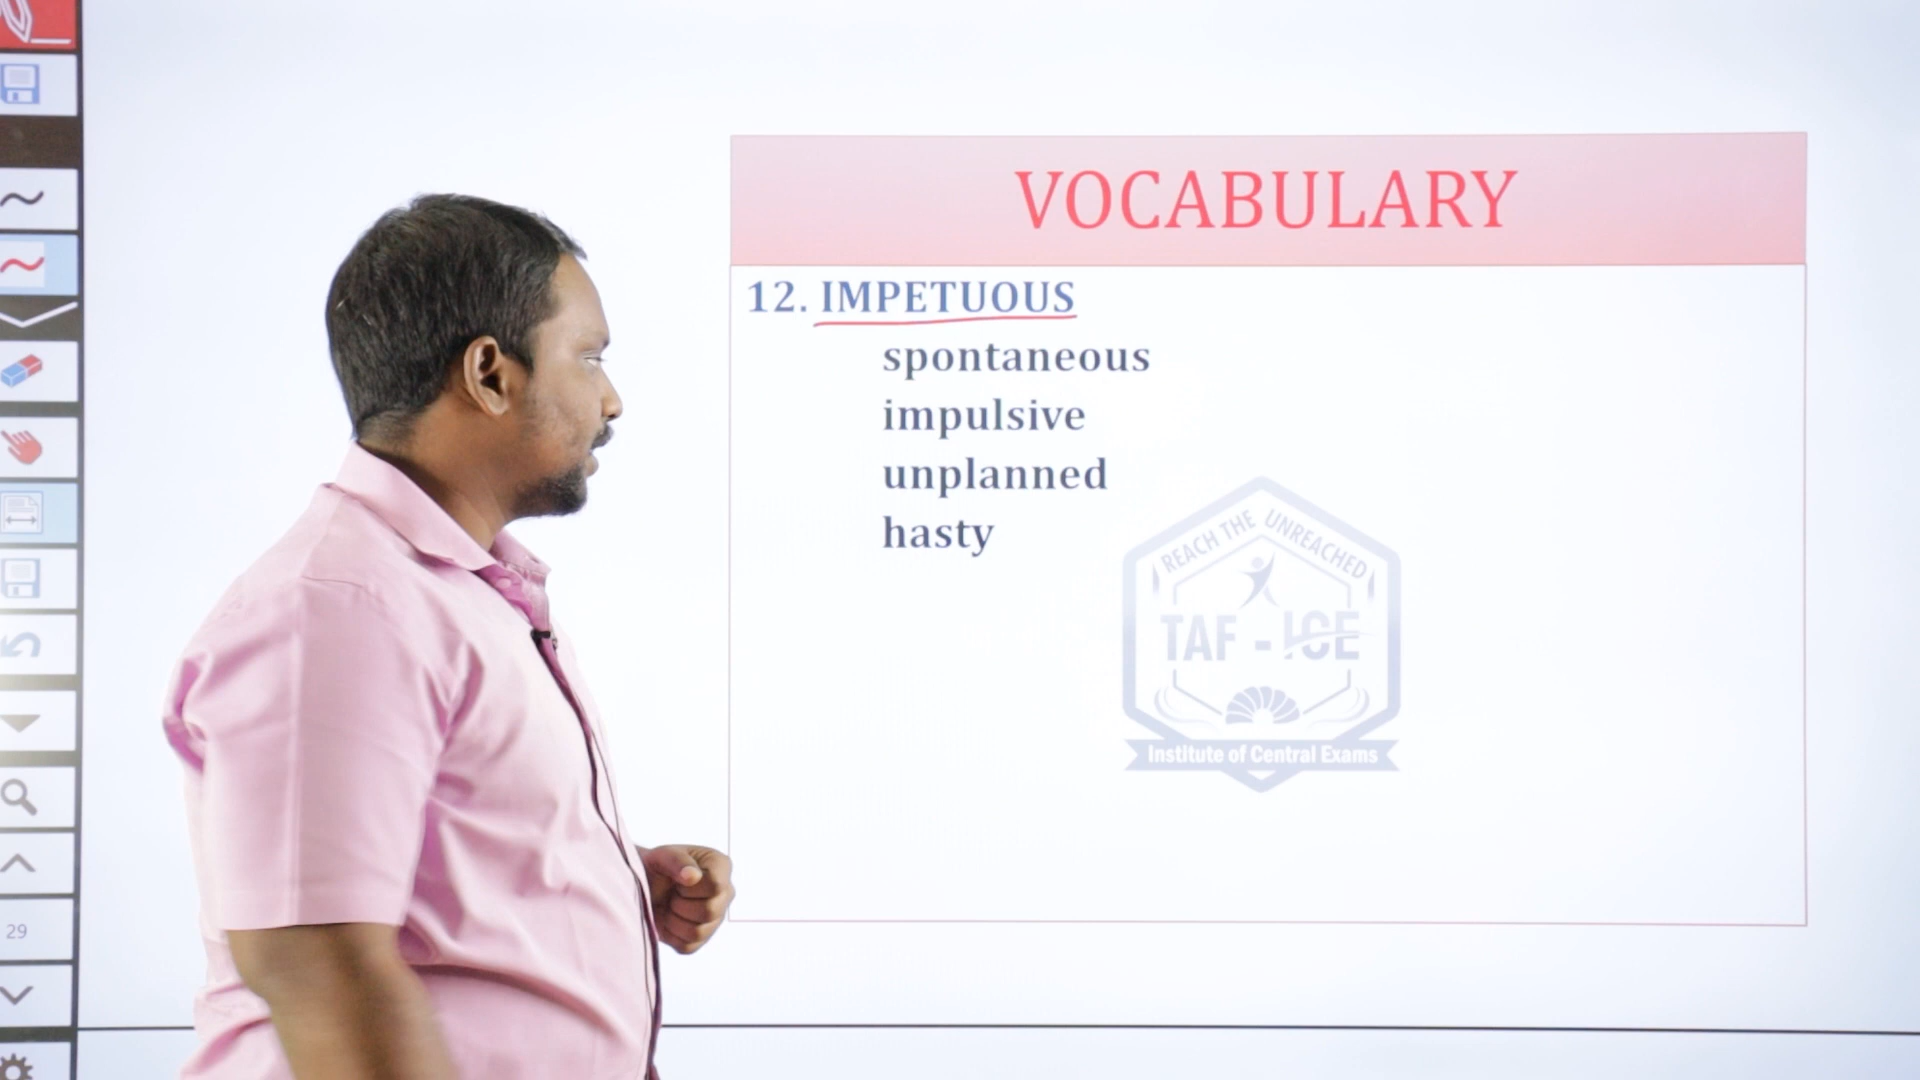 VOCABULARY
12. IMPETUOUS
spontaneous
impulsive
unplanned
hasty
REACH THE UNREACHED
TAF - ICE
Institute of Central Exams
29